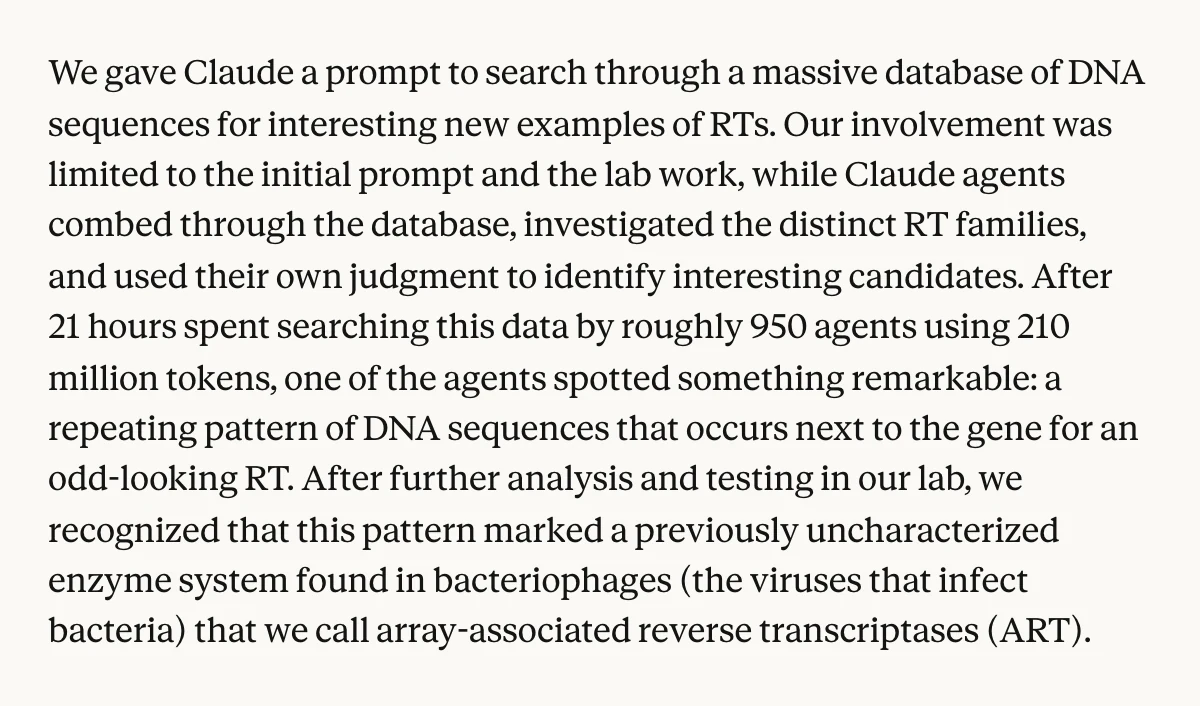 We gave Claude a prompt to search through a massive database of DNA
sequences for interesting new examples of RTs. Our involvement was
limited to the initial prompt and the lab work, while Claude agents
combed through the database, investigated the distinct RT families,
and used their own judgment to identify interesting candidates. After
21 hours spent searching this data by roughly 950 agents using 210
million tokens, one of the agents spotted something remarkable: a
repeating pattern of DNA sequences that occurs next to the gene for an
odd-looking RT. After further analysis and testing in our lab, we
recognized that this pattern marked a previously uncharacterized
enzyme system found in bacteriophages (the viruses that infect
bacteria) that we call array-associated reverse transcriptases (ART).